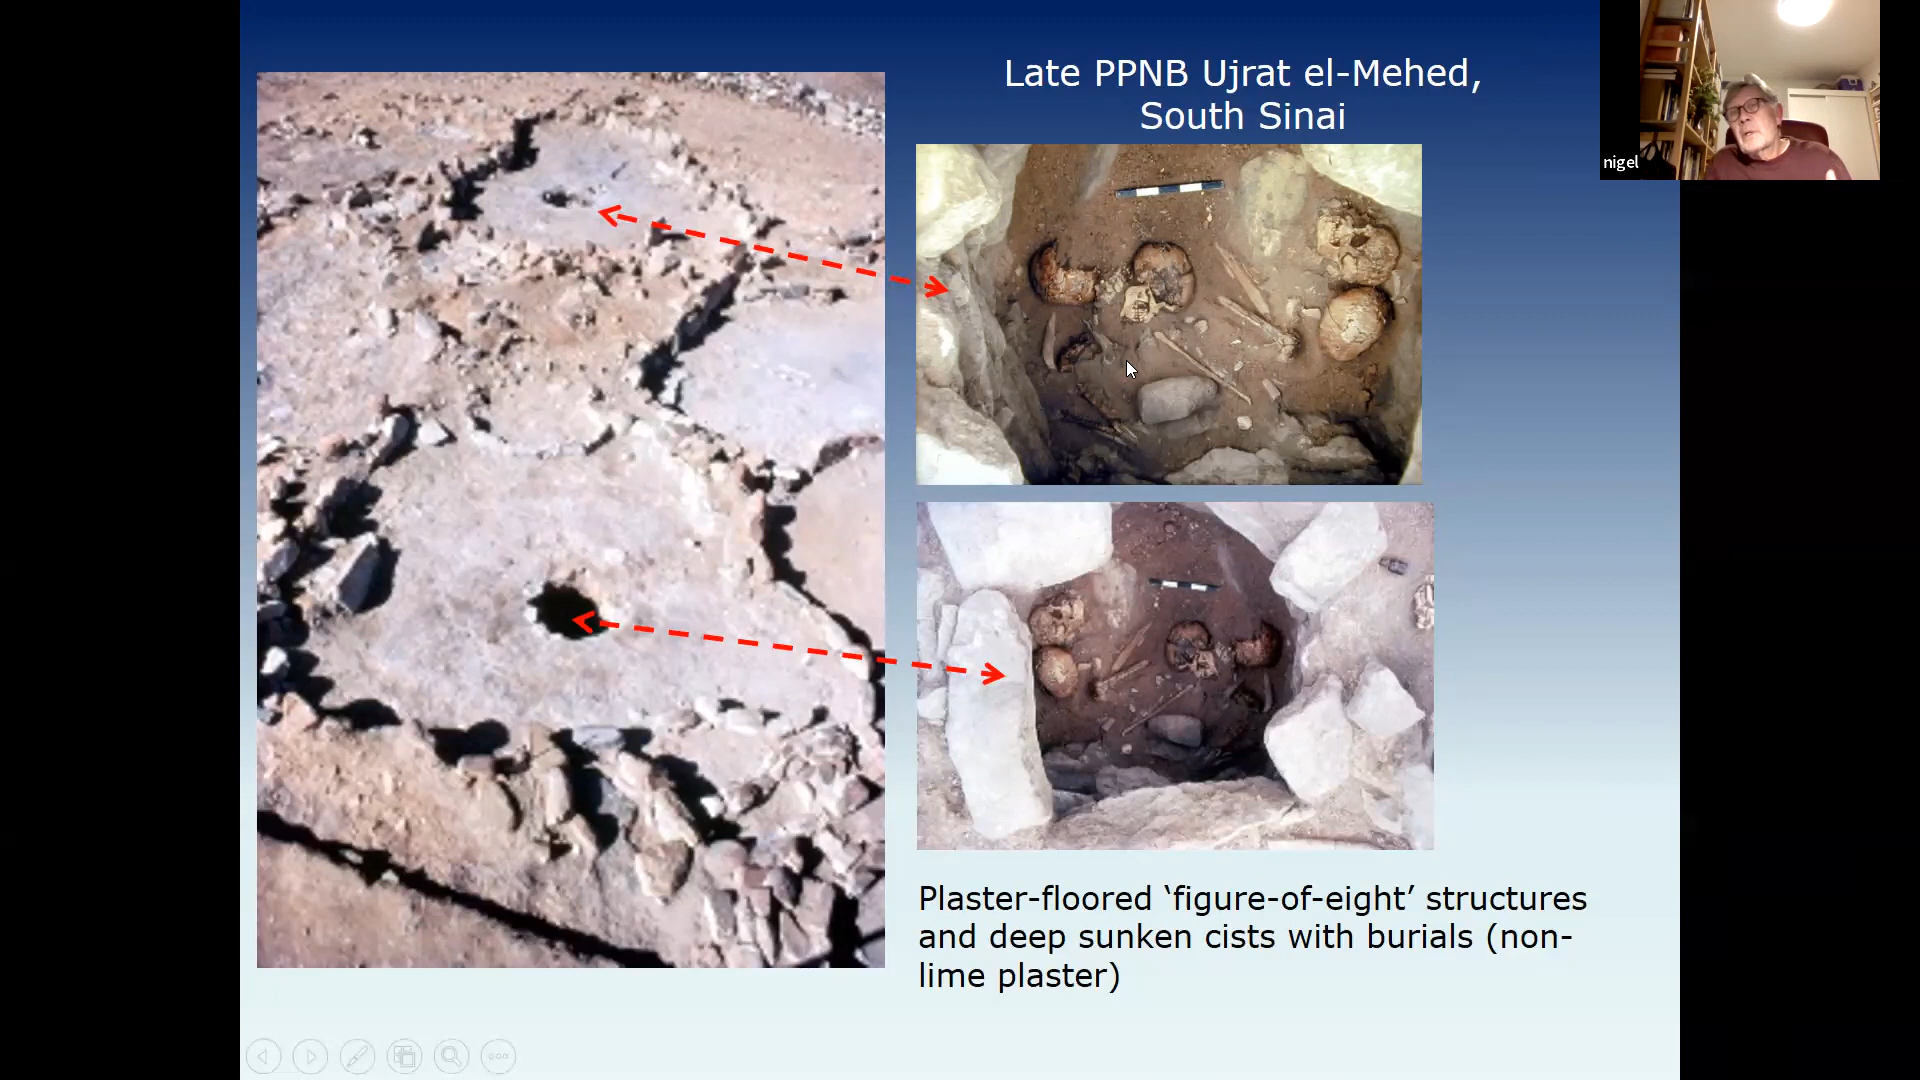 Late PPNB Ujrat el-Mehed,
South Sinai
nigel
Plaster-floored ‘figure-of-eight’ structures
and deep sunken cists with burials (non-
lime plaster)